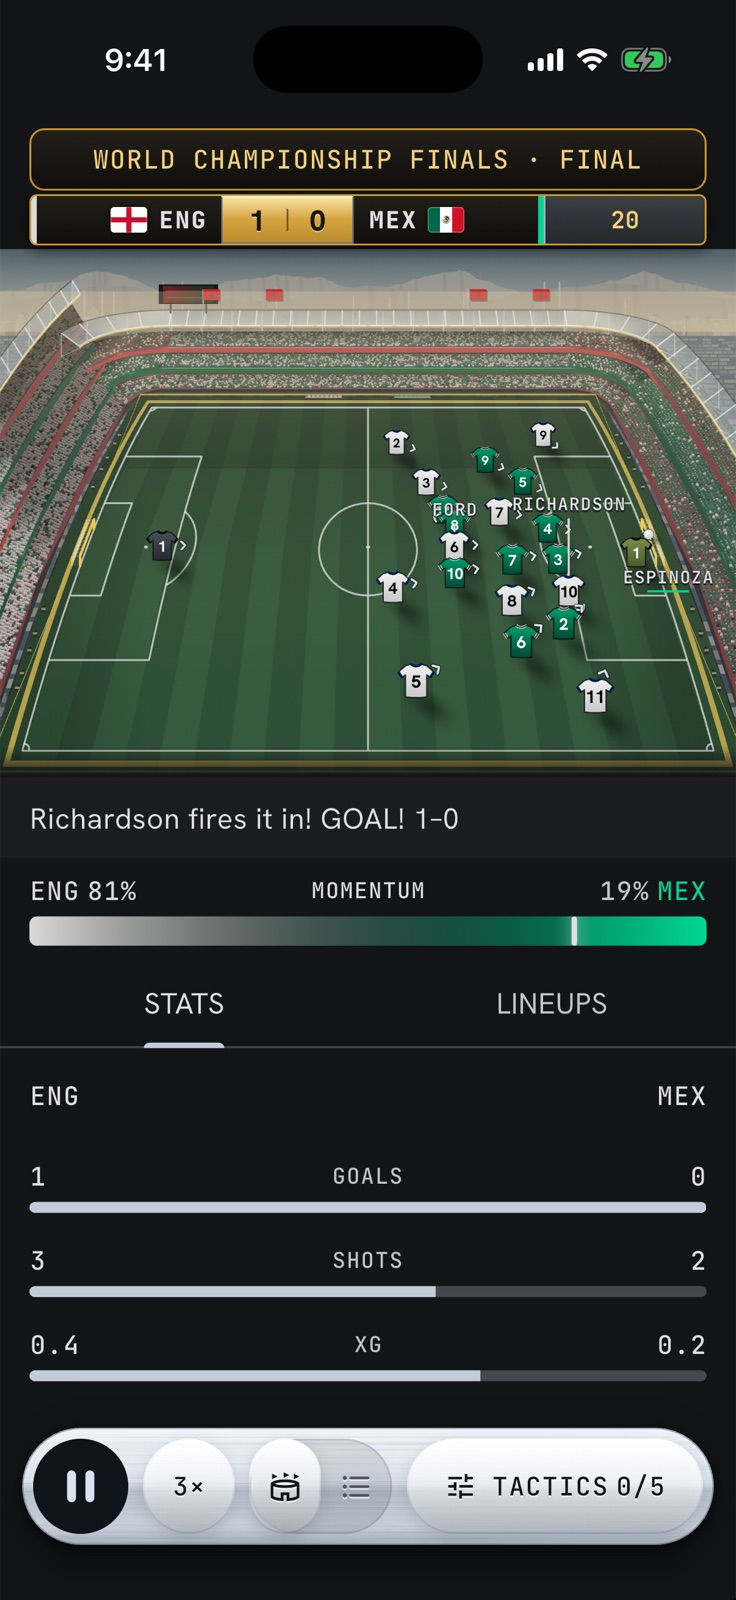 9:41
WORLD CHAMPIONSHIP FINALS · FINAL
ENG 1 0 MEX 20
9
2
9
3
5
FORD
7
RICHARDSON
8
4
6
1
7
3
1
10
ESPINOZA
4
8
10
2
6
5
11
Richardson fires it in! GOAL! 1–0
ENG 81% MOMENTUM 19% MEX
STATS LINEUPS
ENG MEX
1 GOALS 0
3 SHOTS 2
0.4 XG 0.2
3× TACTICS 0/5